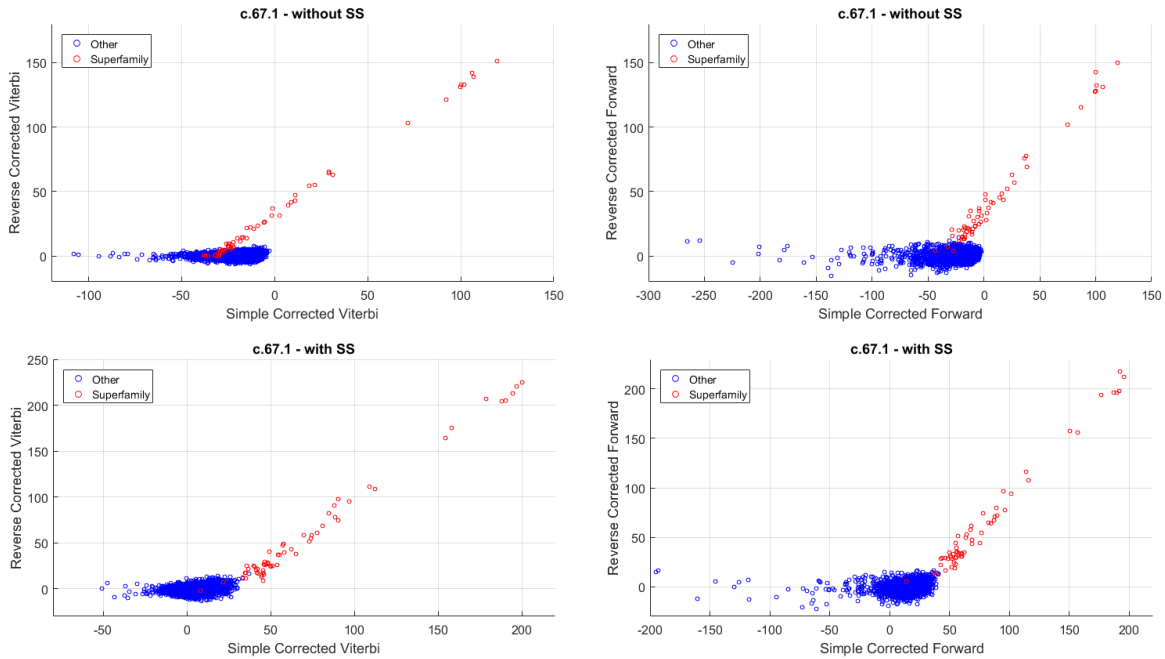 c.67.1 - without SS
Other
Superfamily
Reverse Corrected Viterbi
150
100
50
0
-100
-50
0
50
100
150
Simple Corrected Viterbi
c.67.1 - without SS
Other
Superfamily
Reverse Corrected Forward
150
100
50
0
-300
-250
-200
-150
-100
-50
0
50
100
150
Simple Corrected Forward
c.67.1 - with SS
Other
Superfamily
Reverse Corrected Viterbi
250
200
150
100
50
0
-50
0
50
100
150
200
Simple Corrected Viterbi
c.67.1 - with SS
Other
Superfamily
Reverse Corrected Forward
200
150
100
50
0
-200
-150
-100
-50
0
50
100
150
200
Simple Corrected Forward